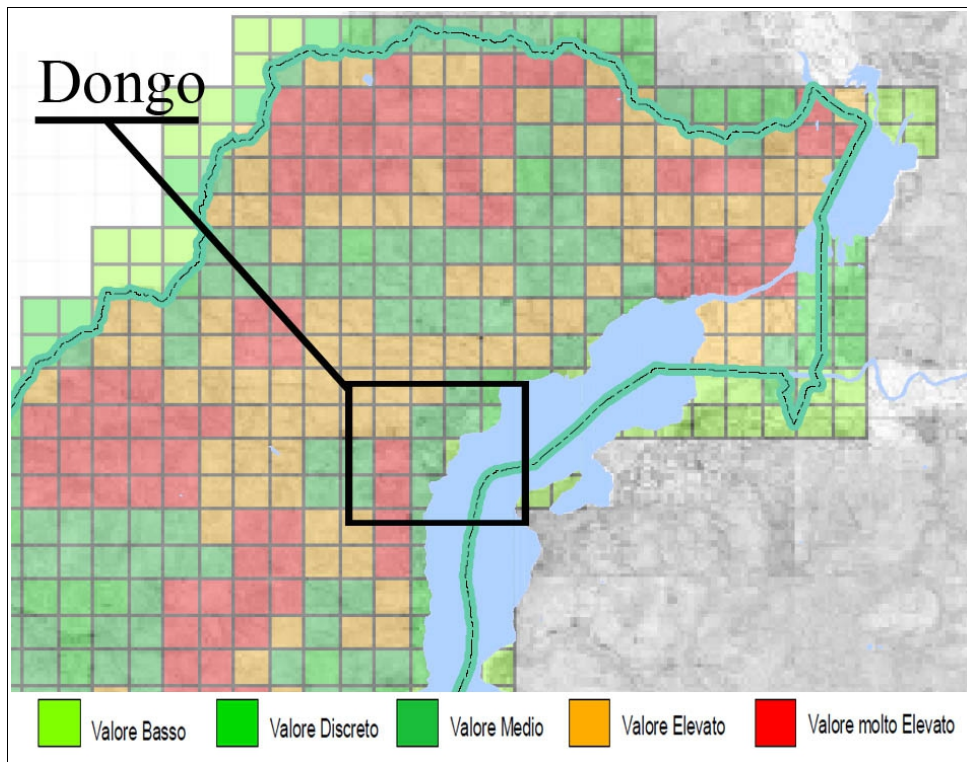 Dongo
Valore Basso
Valore Discreto
Valore Medio
Valore Elevato
Valore molto Elevato